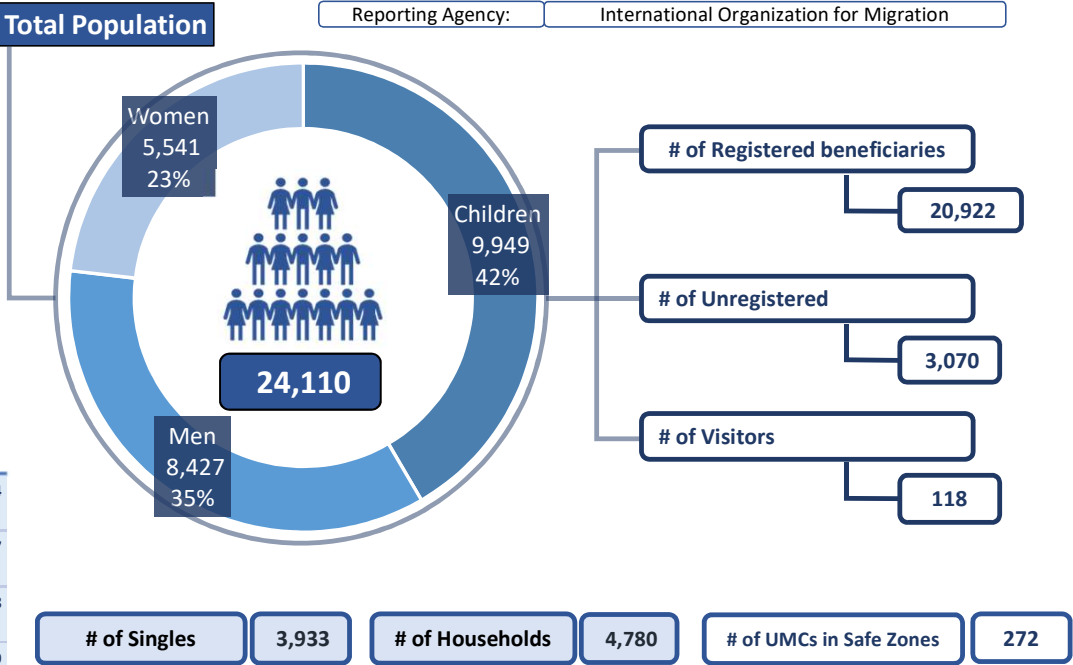 Total Population
Reporting Agency: International Organization for Migration
Women
5,541
23%
Children
9,949
42%
24,110
Men
8,427
35%
# of Registered beneficiaries
20,922
# of Unregistered
3,070
# of Visitors
118
# of Singles 3,933 # of Households 4,780 # of UMCs in Safe Zones 272